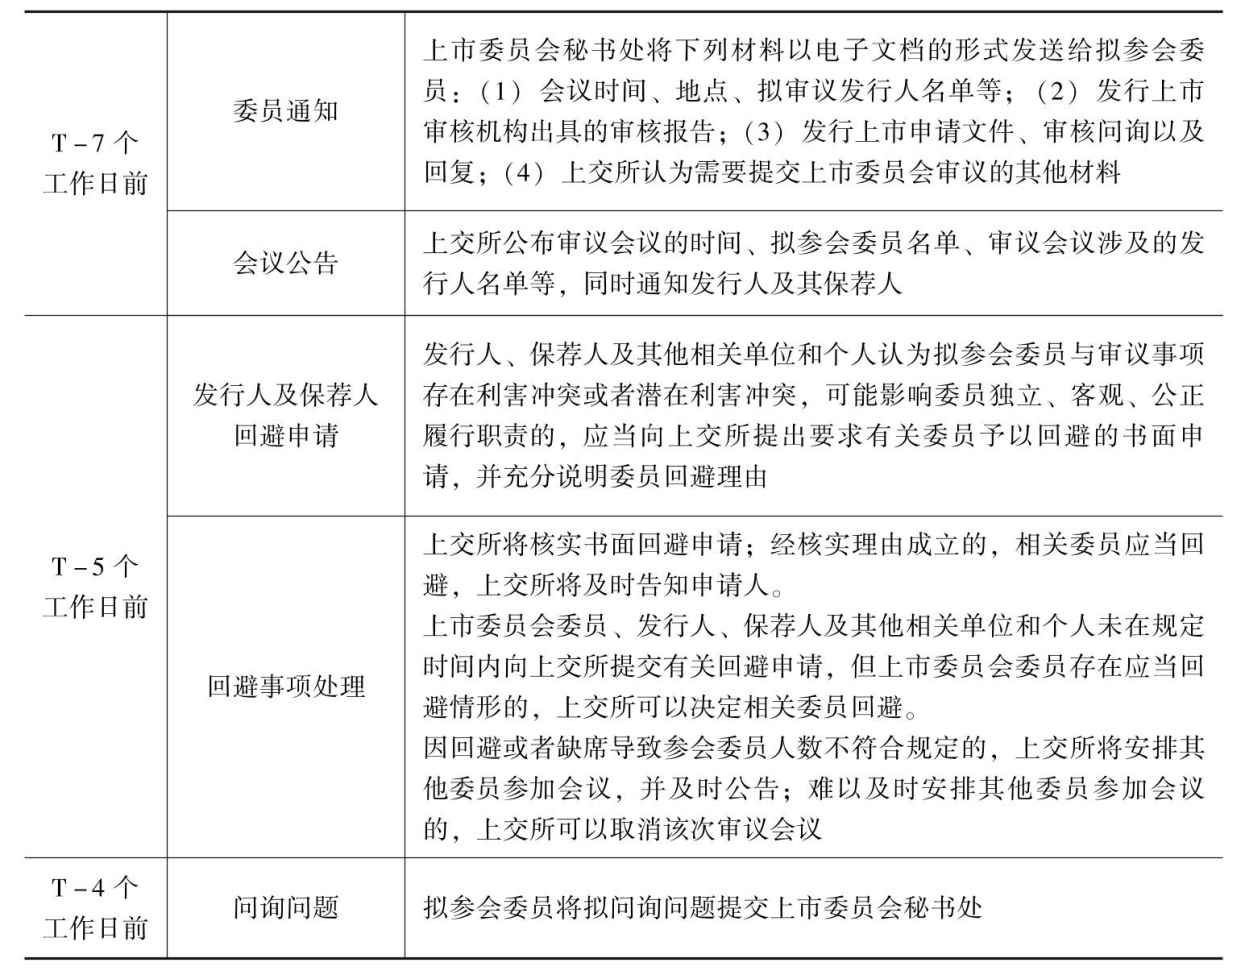 T-7个
工作日前
委员通知
上市委员会秘书处将下列材料以电子文档的形式发送给拟参会委
员：(1) 会议时间、地点、拟审议发行人名单等；(2) 发行上市
审核机构出具的审核报告；(3) 发行上市申请文件、审核问询以及
回复；(4) 上交所认为需要提交上市委员会审议的其他材料
会议公告
上交所公布审议会议的时间、拟参会委员名单、审议会议涉及的发
行人名单等，同时通知发行人及其保荐人
T-5个
工作日前
发行人及保荐人
回避申请
发行人、保荐人及其他相关单位和个人认为拟参会委员与审议事项
存在利害冲突或者潜在利害冲突，可能影响委员独立、客观、公正
履行职责的，应当向上交所提出要求有关委员予以回避的书面申
请，并充分说明委员回避理由
回避事项处理
上交所将核实书面回避申请；经核实理由成立的，相关委员应当回
避，上交所将及时告知申请人。
上市委员会委员、发行人、保荐人及其他相关单位和个人未在规定
时间内向上交所提交有关回避申请，但上市委员会委员存在应当回
避情形的，上交所可以决定相关委员回避。
因回避或者缺席导致参会委员人数不符合规定的，上交所将安排其
他委员参加会议，并及时公告；难以及时安排其他委员参加会议
的，上交所可以取消该次审议会议
T-4个
工作日前
问询问题
拟参会委员将拟问询问题提交上市委员会秘书处